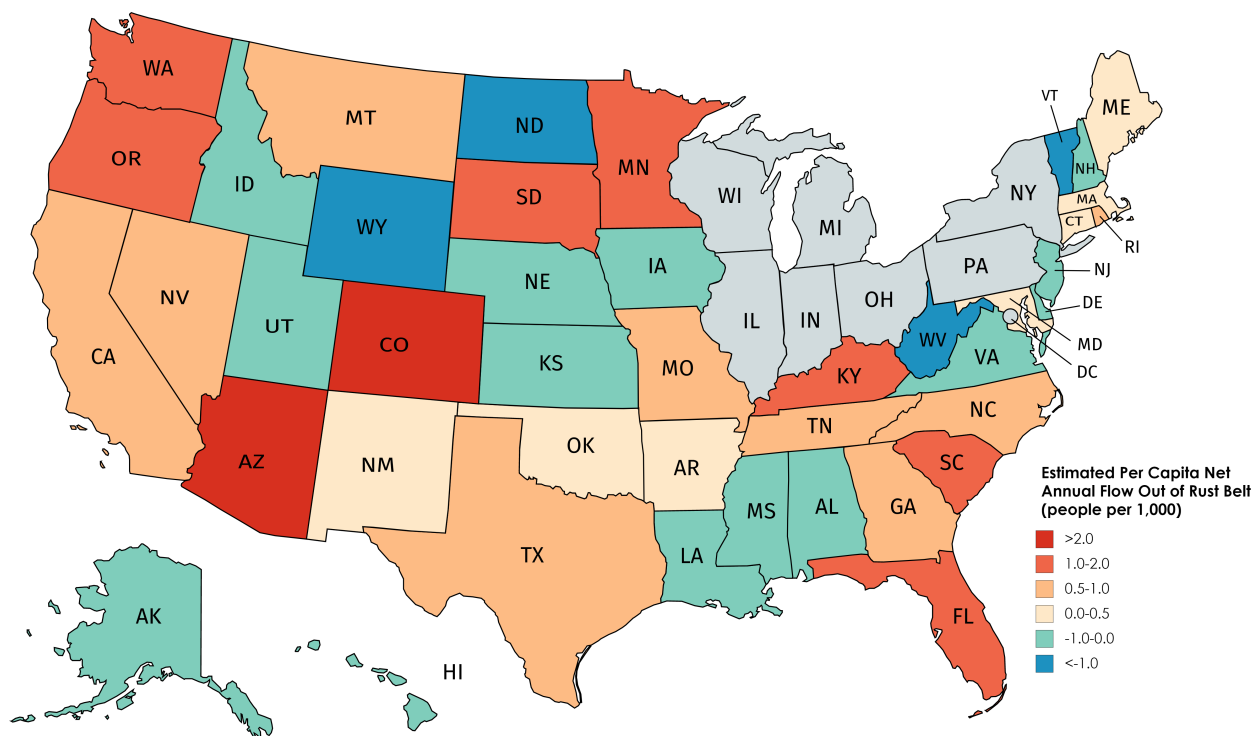 WA
MT
ND
MN
OR
ID
SD
WY
WI
MI
NY
VT
ME
NH
MA
CT
RI
NV
UT
CO
NE
IA
IL
IN
OH
PA
NJ
DE
MD
DC
CA
KS
MO
KY
WV
VA
AZ
NM
OK
AR
TN
NC
SC
TX
LA
MS
AL
GA
FL
AK
HI
Estimated Per Capita Net
Annual Flow Out of Rust Belt
(people per 1,000)
>2.0
1.0-2.0
0.5-1.0
0.0-0.5
-1.0-0.0
<-1.0